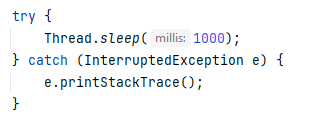 try {
    Thread.sleep( millis: 1000);
} catch (InterruptedException e) {
    e.printStackTrace();
}